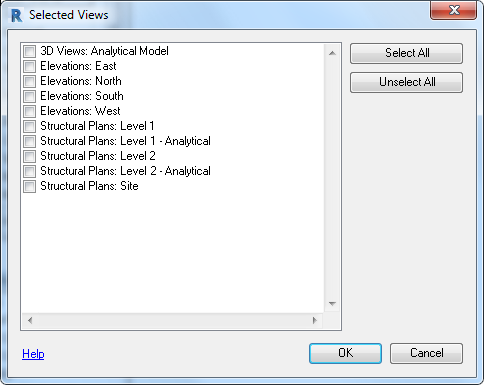 R Selected Views
3D Views: Analytical Model
Elevations: East
Elevations: North
Elevations: South
Elevations: West
Structural Plans: Level 1
Structural Plans: Level 1 - Analytical
Structural Plans: Level 2
Structural Plans: Level 2 - Analytical
Structural Plans: Site
Select All
Unselect All
Help
OK
Cancel